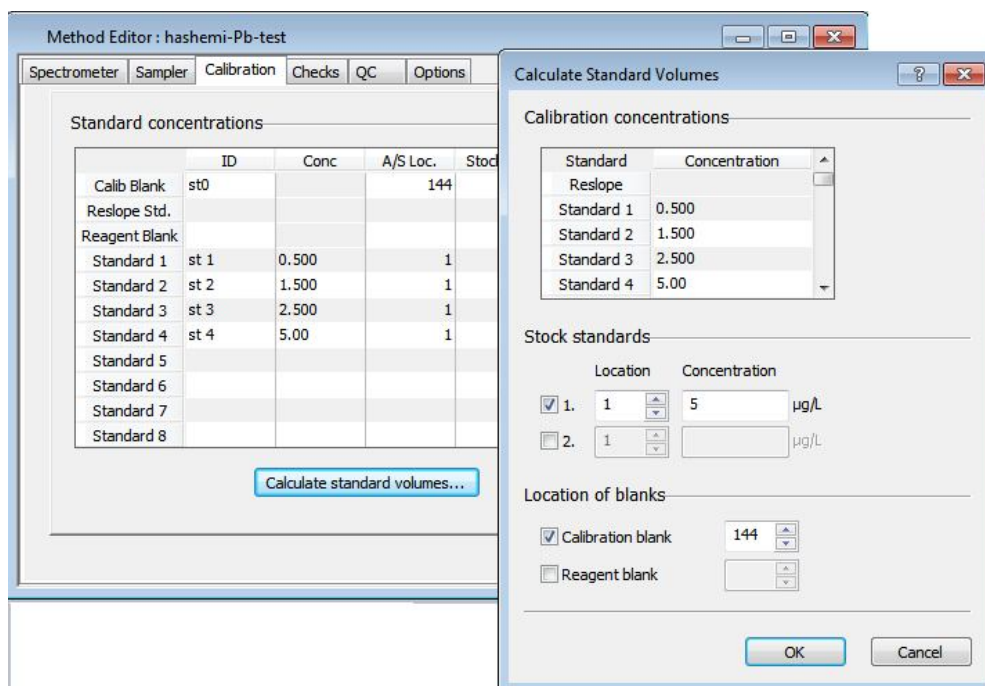 Method Editor : hashemi-Pb-test
Spectrometer Sampler Calibration Checks QC Options
Standard concentrations
ID Conc A/S Loc. Stoc
Calib Blank st0 144
Reslope Std.
Reagent Blank
Standard 1 st 1 0.500 1
Standard 2 st 2 1.500 1
Standard 3 st 3 2.500 1
Standard 4 st 4 5.00 1
Standard 5
Standard 6
Standard 7
Standard 8
Calculate standard volumes...
Calculate Standard Volumes
Calibration concentrations
Standard Concentration
Reslope
Standard 1 0.500
Standard 2 1.500
Standard 3 2.500
Standard 4 5.00
Stock standards
Location Concentration
1. 1 5 µg/L
2. 1 µg/L
Location of blanks
Calibration blank 144
Reagent blank
OK Cancel